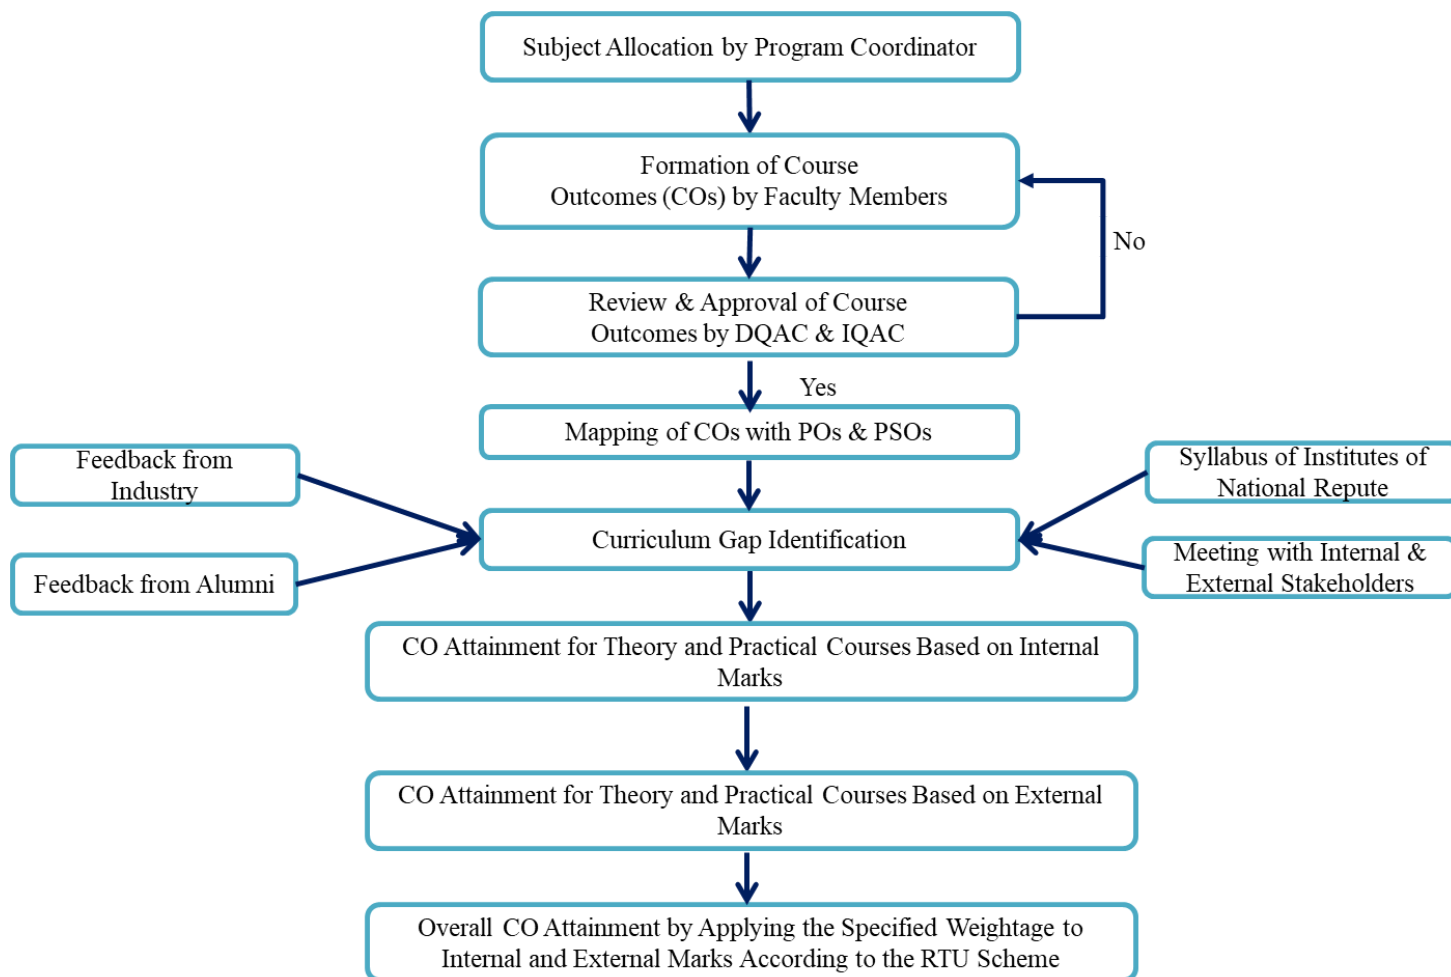 Subject Allocation by Program Coordinator
Formation of Course
Outcomes (COs) by Faculty Members
No
Review & Approval of Course
Outcomes by DQAC & IQAC
Yes
Mapping of COs with POs & PSOs
Feedback from
Industry
Syllabus of Institutes of
National Repute
Curriculum Gap Identification
Feedback from Alumni
Meeting with Internal &
External Stakeholders
CO Attainment for Theory and Practical Courses Based on Internal
Marks
CO Attainment for Theory and Practical Courses Based on External
Marks
Overall CO Attainment by Applying the Specified Weightage to
Internal and External Marks According to the RTU Scheme